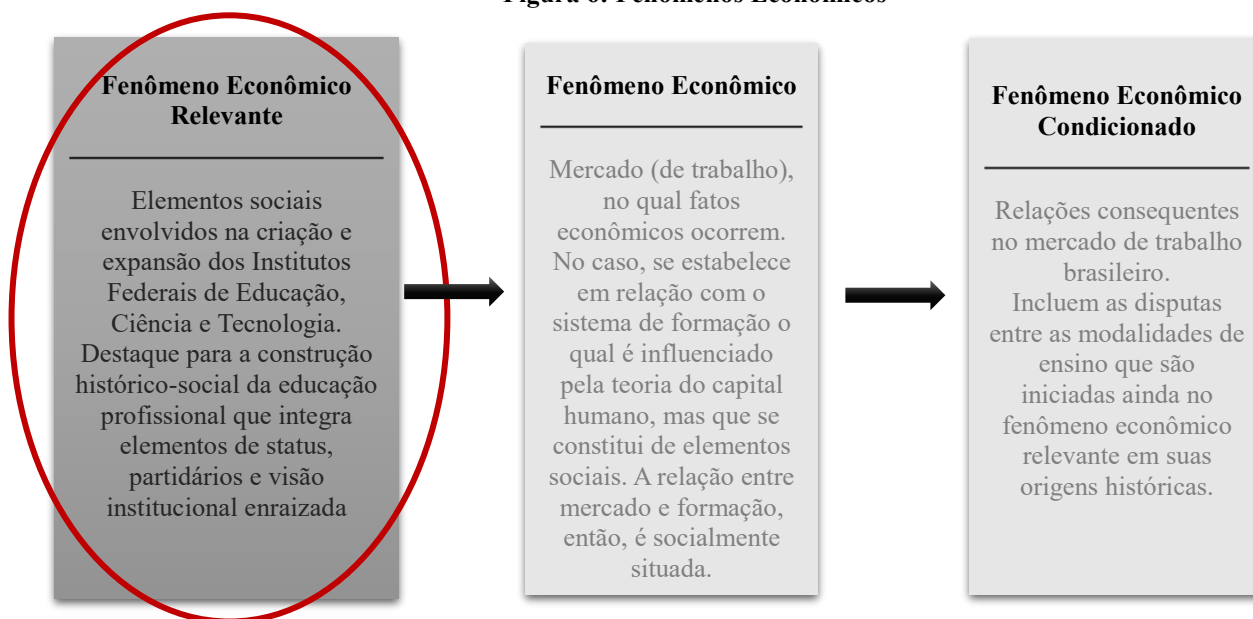 Fenômeno Econômico
Relevante
Elementos sociais
envolvidos na criação e
expansão dos Institutos
Federais de Educação,
Ciência e Tecnologia.
Destaque para a construção
histórico-social da educação
profissional que integra
elementos de status,
partidários e visão
institucional enraizada
Fenômeno Econômico
Mercado (de trabalho),
no qual fatos
econômicos ocorrem.
No caso, se estabelece
em relação com o
sistema de formação o
qual é influenciado
pela teoria do capital
humano, mas que se
constitui de elementos
sociais. A relação entre
mercado e formação,
então, é socialmente
situada.
Fenômeno Econômico
Condicionado
Relações consequentes
no mercado de trabalho
brasileiro.
Incluem as disputas
entre as modalidades de
ensino que são
iniciadas ainda no
fenômeno econômico
relevante em suas
origens históricas.